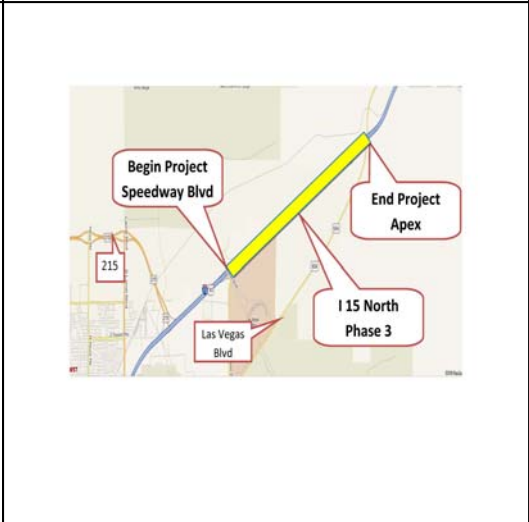 Begin Project
Speedway Blvd
End Project
Apex
215
I 15 North
Phase 3
Las Vegas
Blvd